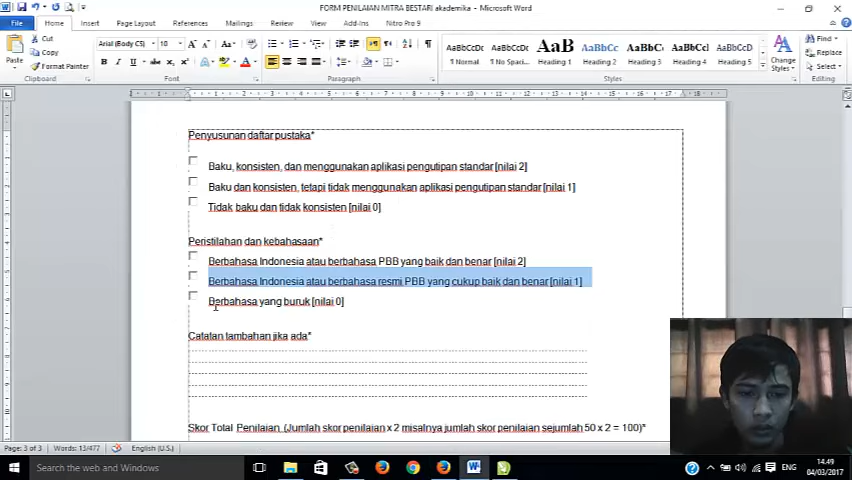 FORM PENILAIAN MITRA BESTARI akademika - Microsoft Word
File Home Insert Page Layout References Mailings Review View Add-Ins Nitro Pro 9
Cut
Copy
Format Painter
Paste
Clipboard
Arial (Body CS) 10
Font
Paragraph
AaBbCcDc AaBbCcDc AaB AaBbCc AaBbCc AaBbCc AaBbCcDc
¶ Normal ¶ No Spaci... Heading 1 Heading 2 Heading 3 Heading 4 Heading 5
Styles
Change Styles
Find
Replace
Select
Editing
Penyusunan daftar pustaka*
Baku, konsisten, dan menggunakan aplikasi pengutipan standar [nilai 2]
Baku dan konsisten, tetapi tidak menggunakan aplikasi pengutipan standar [nilai 1]
Tidak baku dan tidak konsisten [nilai 0]
Peristilahan dan kebahasaan*
Berbahasa Indonesia atau berbahasa PBB yang baik dan benar [nilai 2]
Berbahasa Indonesia atau berbahasa resmi PBB yang cukup baik dan benar [nilai 1]
Berbahasa yang buruk [nilai 0]
Catatan tambahan jika ada*
Skor Total Penilaian (Jumlah skor penilaian x 2 misalnya jumlah skor penilaian sejumlah 50 x 2 = 100)*
Page: 3 of 3 Words: 13/477 English (U.S.)
Search the web and Windows
ENG
14.49
04/03/2017